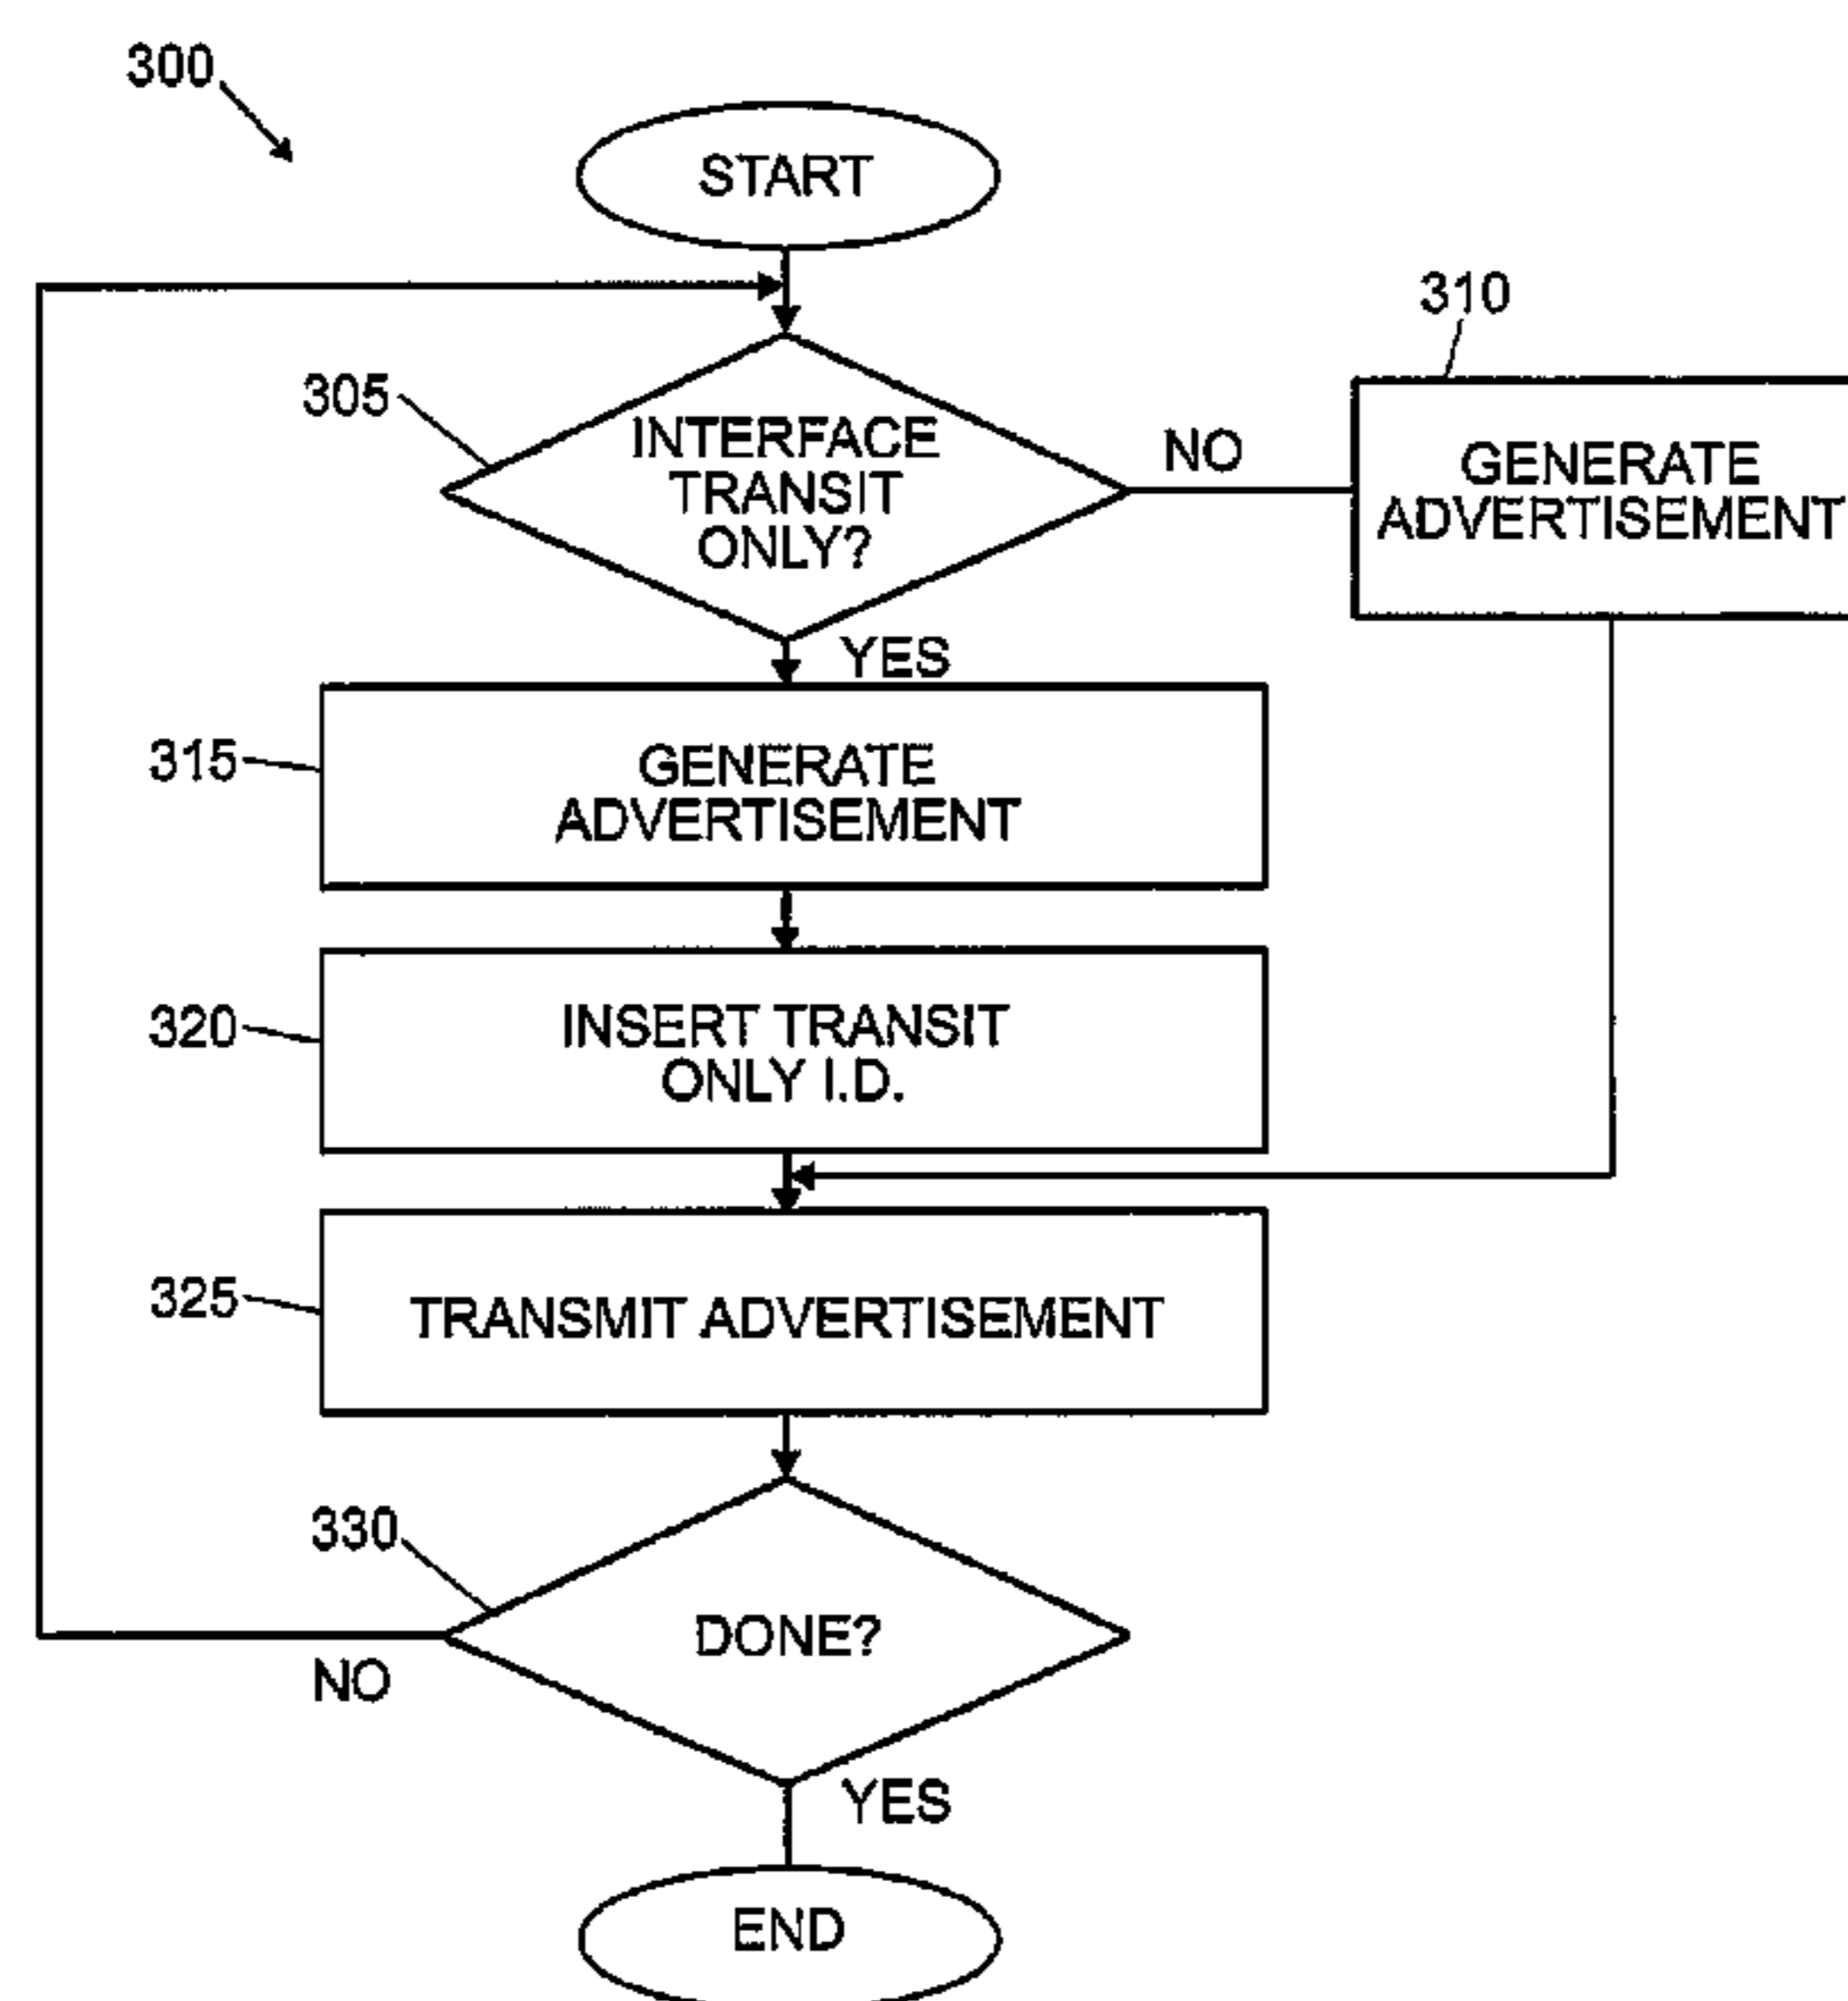 300
START
310
305
INTERFACE
TRANSIT
ONLY?
NO
GENERATE
ADVERTISEMENT
YES
315
GENERATE
ADVERTISEMENT
320
INSERT TRANSIT
ONLY I.D.
325
TRANSMIT ADVERTISEMENT
330
DONE?
NO
YES
END